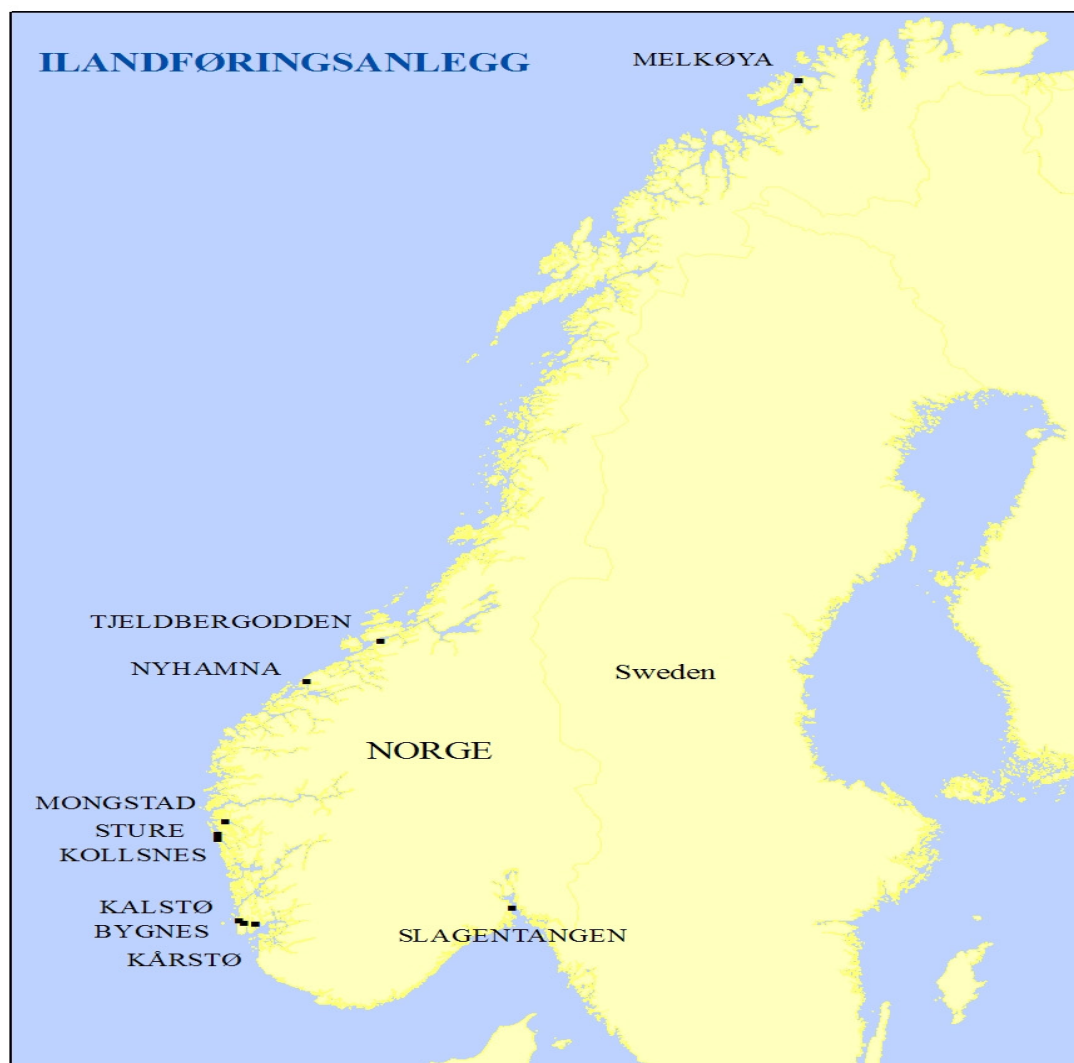 ILANDFØRINGSANLEGG
MELKØYA
TJELDBERGODDEN
NYHAMNA
Sweden
NORGE
MONGSTAD
STURE
KOLLSNES
KALSTØ
BYGNES
SLAGENTANGEN
KÅRSTØ